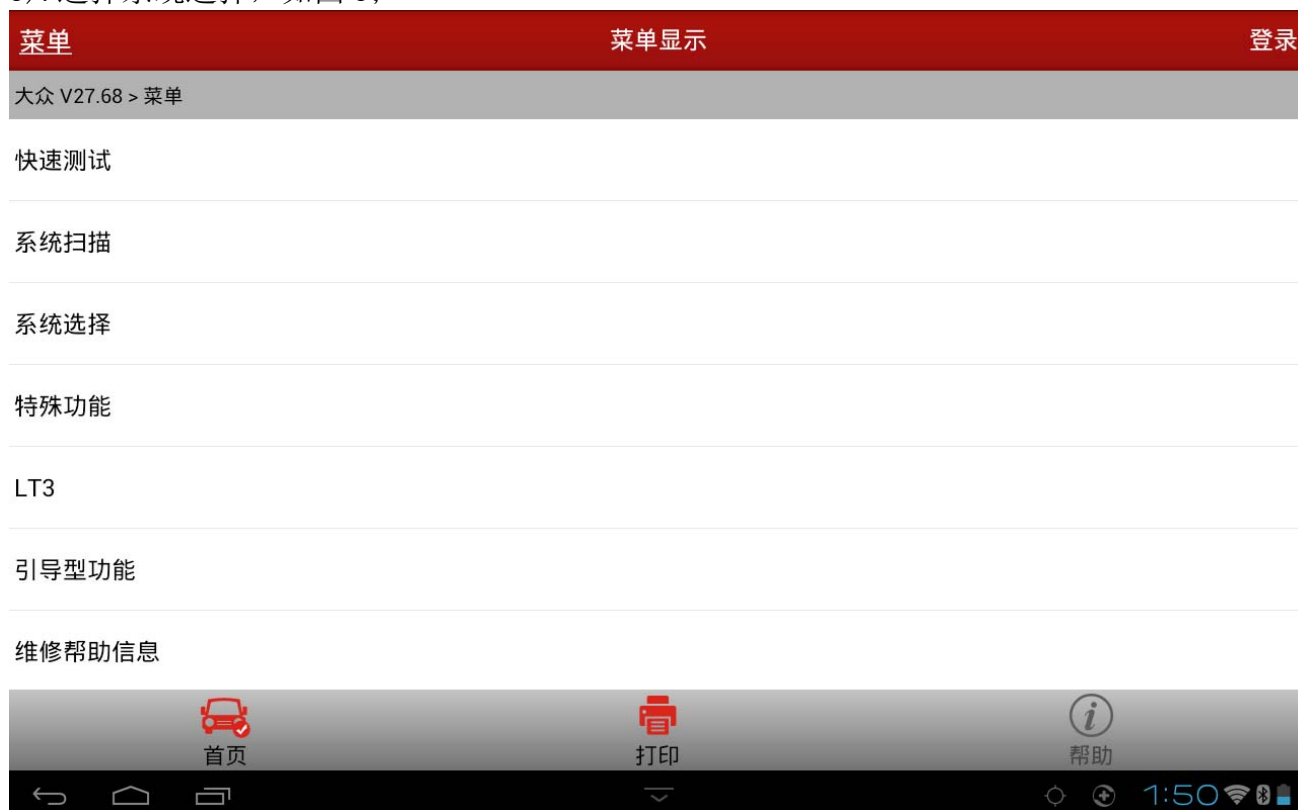 菜单 菜单显示 登录
大众 V27.68 > 菜单
快速测试
系统扫描
系统选择
特殊功能
LT3
引导型功能
维修帮助信息
首页 打印 帮助
1:50